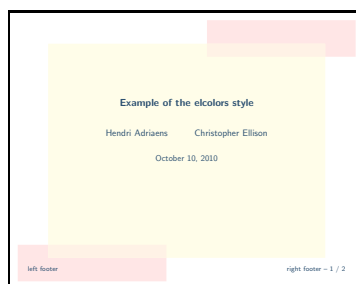 Example of the elcolors style
Hendri Adriaens Christopher Ellison
October 10, 2010
left footer
right footer – 1 / 2